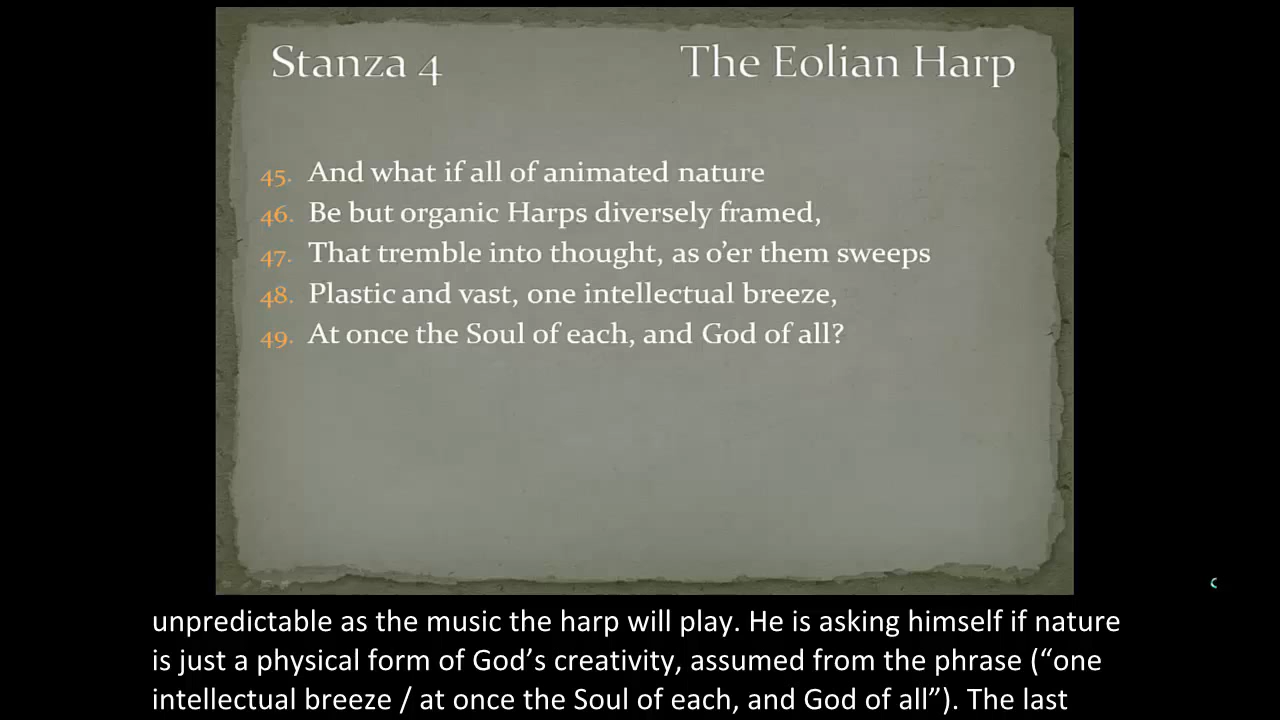 Stanza 4 The Eolian Harp
45. And what if all of animated nature
46. Be but organic Harps diversely framed,
47. That tremble into thought, as o’er them sweeps
48. Plastic and vast, one intellectual breeze,
49. At once the Soul of each, and God of all?
unpredictable as the music the harp will play. He is asking himself if nature
is just a physical form of God’s creativity, assumed from the phrase (“one
intellectual breeze / at once the Soul of each, and God of all”). The last